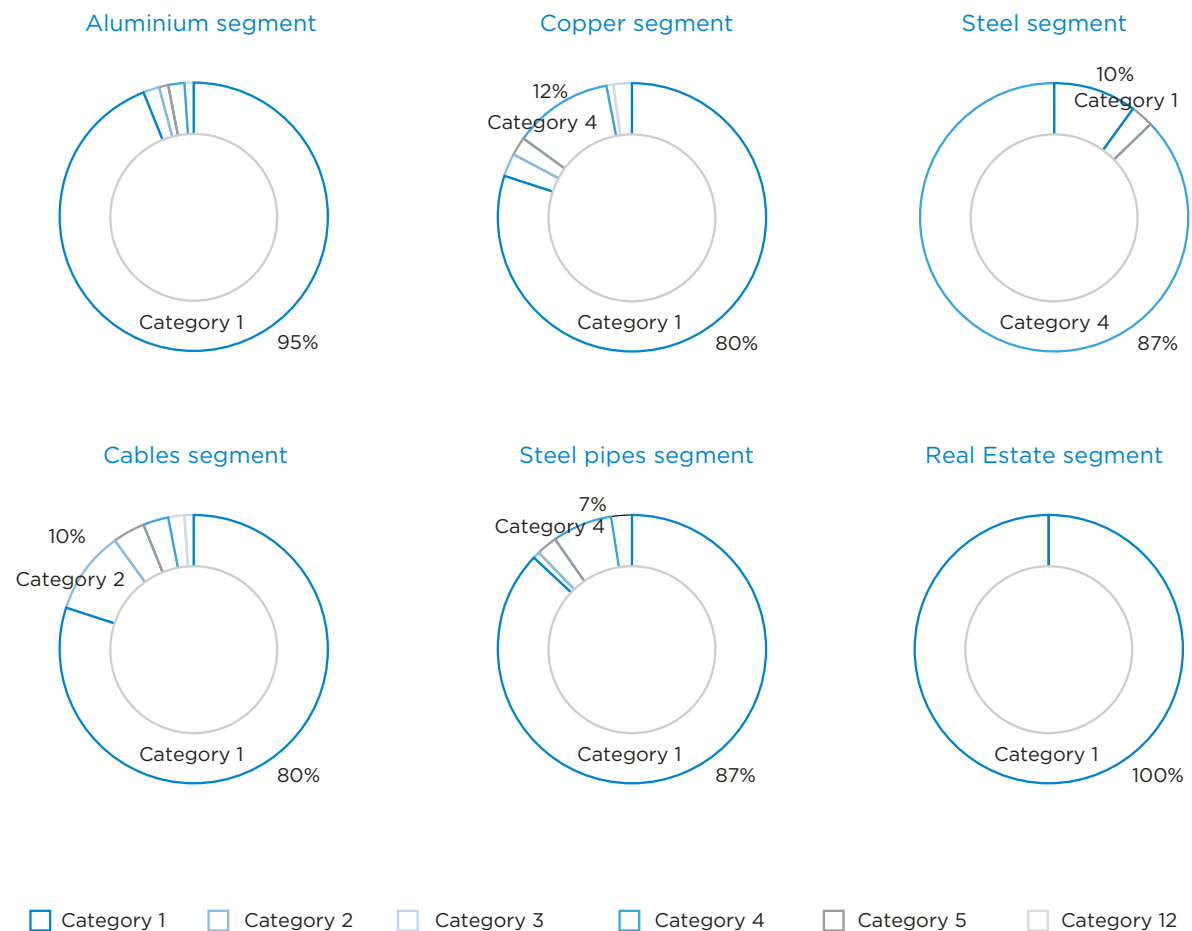 Aluminium segment
Category 1
95%
Copper segment
12%
Category 4
Category 1
80%
Steel segment
10%
Category 1
Category 4
87%
Cables segment
10%
Category 2
Category 1
80%
Steel pipes segment
7%
Category 4
Category 1
87%
Real Estate segment
Category 1
100%
Category 1
Category 2
Category 3
Category 4
Category 5
Category 12